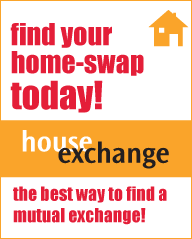 find your
home-swap
today!
house
exchange
the best way to find a
mutual exchange!